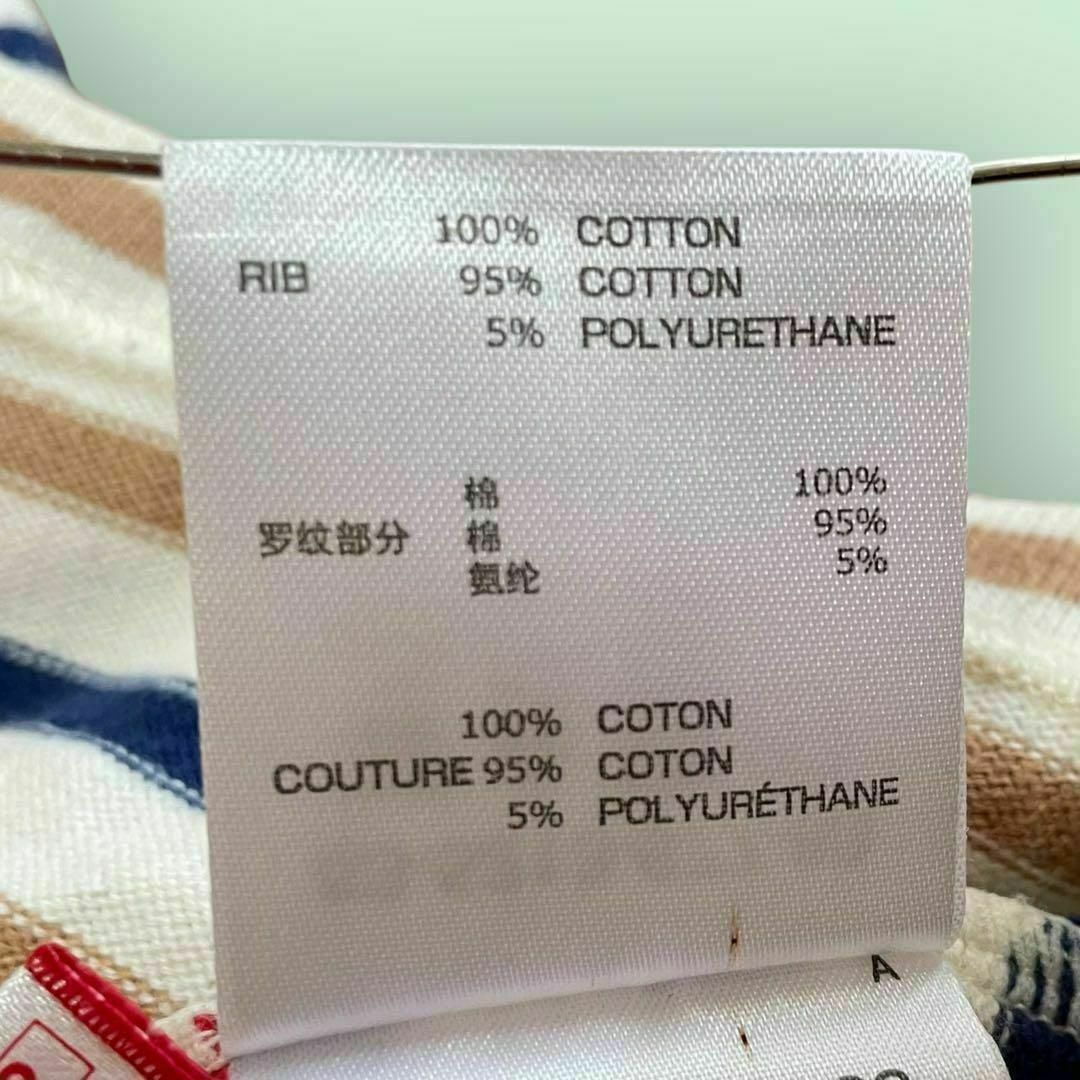 100% COTTON
RIB 95% COTTON
5% POLYURETHANE
棉 100%
罗纹部分 棉 95%
氨纶 5%
100% COTON
COUTURE 95% COTON
5% POLYURÉTHANE
A